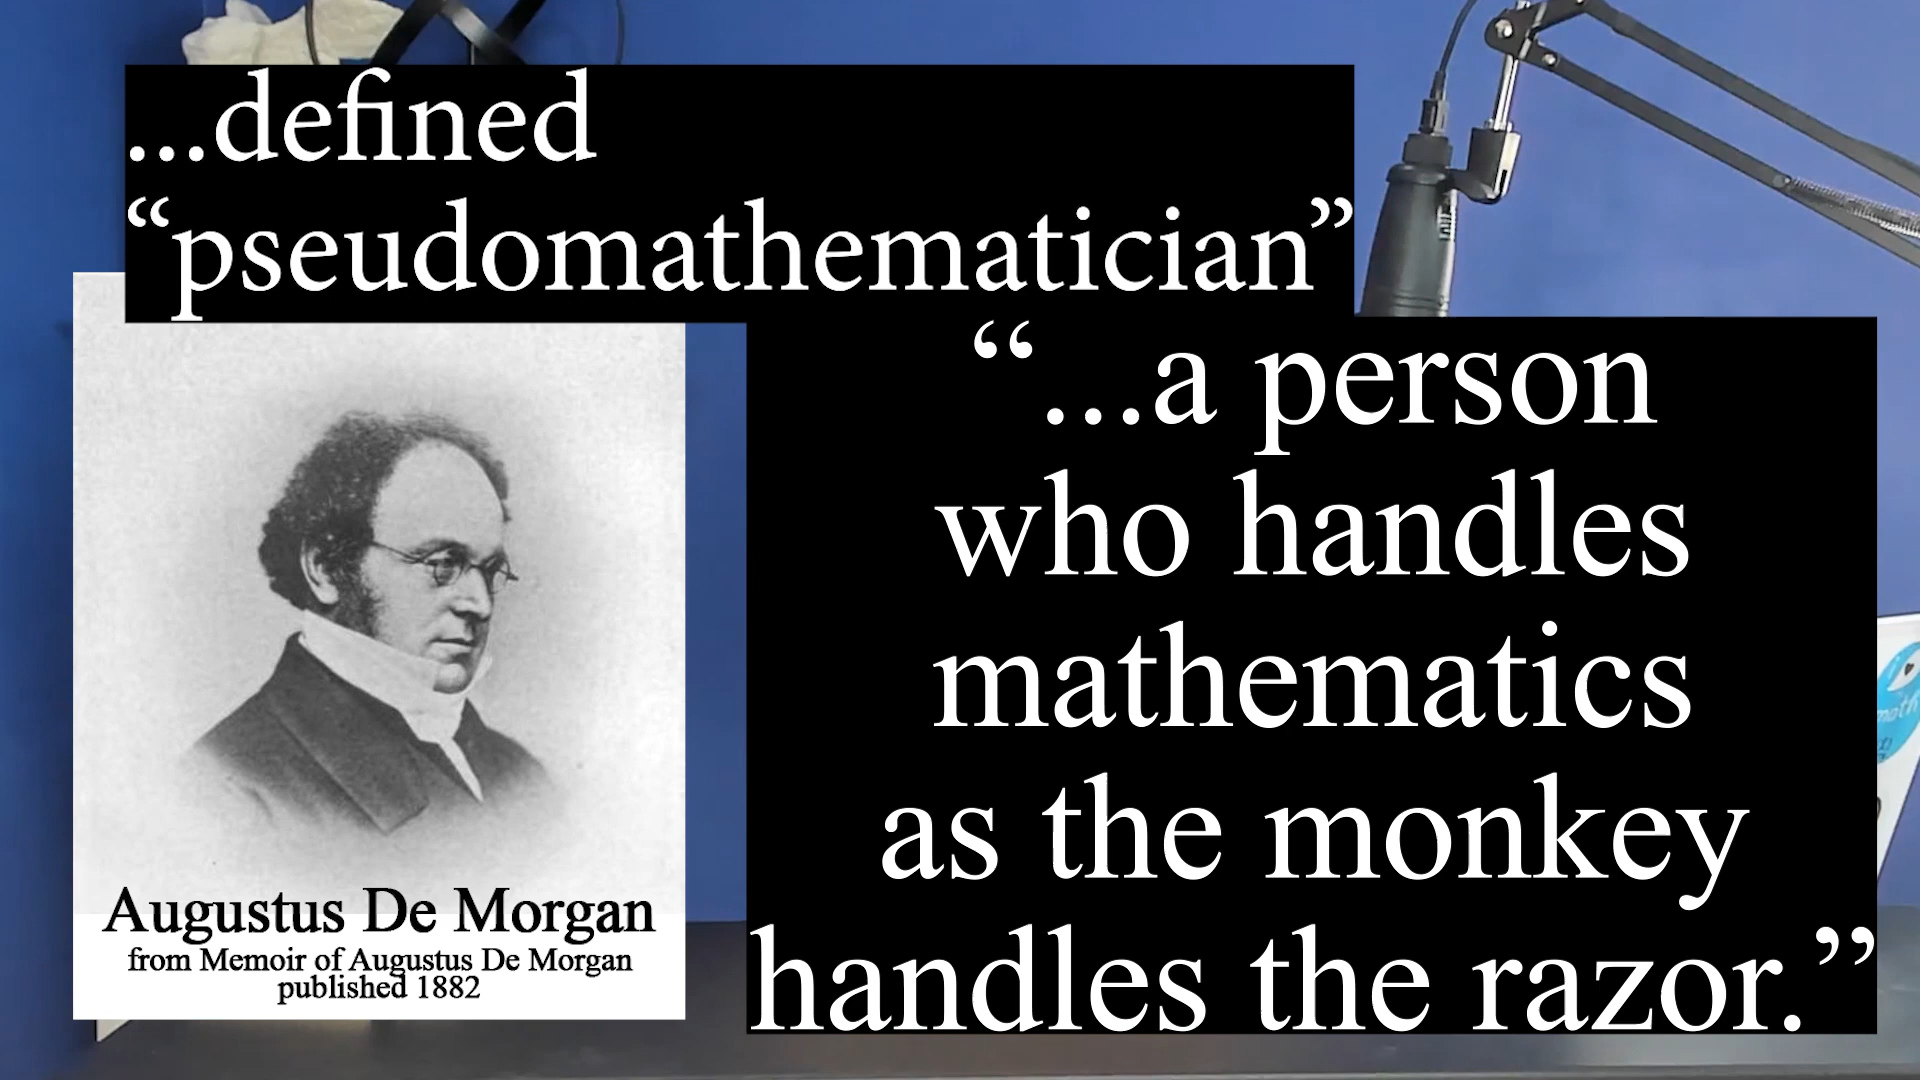 ...defined
“pseudomathematician”
“...a person
who handles
mathematics
as the monkey
handles the razor.”
Augustus De Morgan
from Memoir of Augustus De Morgan
published 1882
math